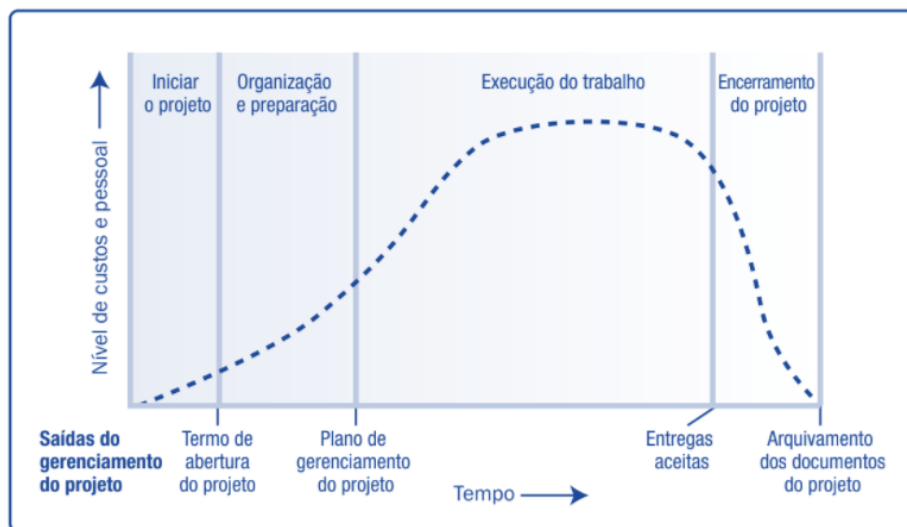 Iniciar
o projeto
Organização
e preparação
Execução do trabalho
Encerramento
do projeto
Nível de custos e pessoal
Saídas do
gerenciamento
do projeto
Termo de
abertura
do projeto
Plano de
gerenciamento
do projeto
Entregas
aceitas
Arquivamento
dos documentos
do projeto
Tempo